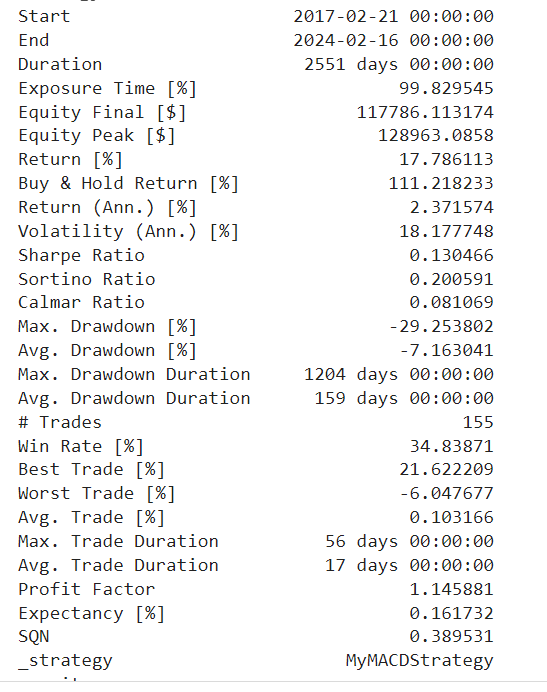 Start 2017-02-21 00:00:00
End 2024-02-16 00:00:00
Duration 2551 days 00:00:00
Exposure Time [%] 99.829545
Equity Final [$] 117786.113174
Equity Peak [$] 128963.0858
Return [%] 17.786113
Buy & Hold Return [%] 111.218233
Return (Ann.) [%] 2.371574
Volatility (Ann.) [%] 18.177748
Sharpe Ratio 0.130466
Sortino Ratio 0.200591
Calmar Ratio 0.081069
Max. Drawdown [%] -29.253802
Avg. Drawdown [%] -7.163041
Max. Drawdown Duration 1204 days 00:00:00
Avg. Drawdown Duration 159 days 00:00:00
# Trades 155
Win Rate [%] 34.83871
Best Trade [%] 21.622209
Worst Trade [%] -6.047677
Avg. Trade [%] 0.103166
Max. Trade Duration 56 days 00:00:00
Avg. Trade Duration 17 days 00:00:00
Profit Factor 1.145881
Expectancy [%] 0.161732
SQN 0.389531
_strategy MyMACDStrategy